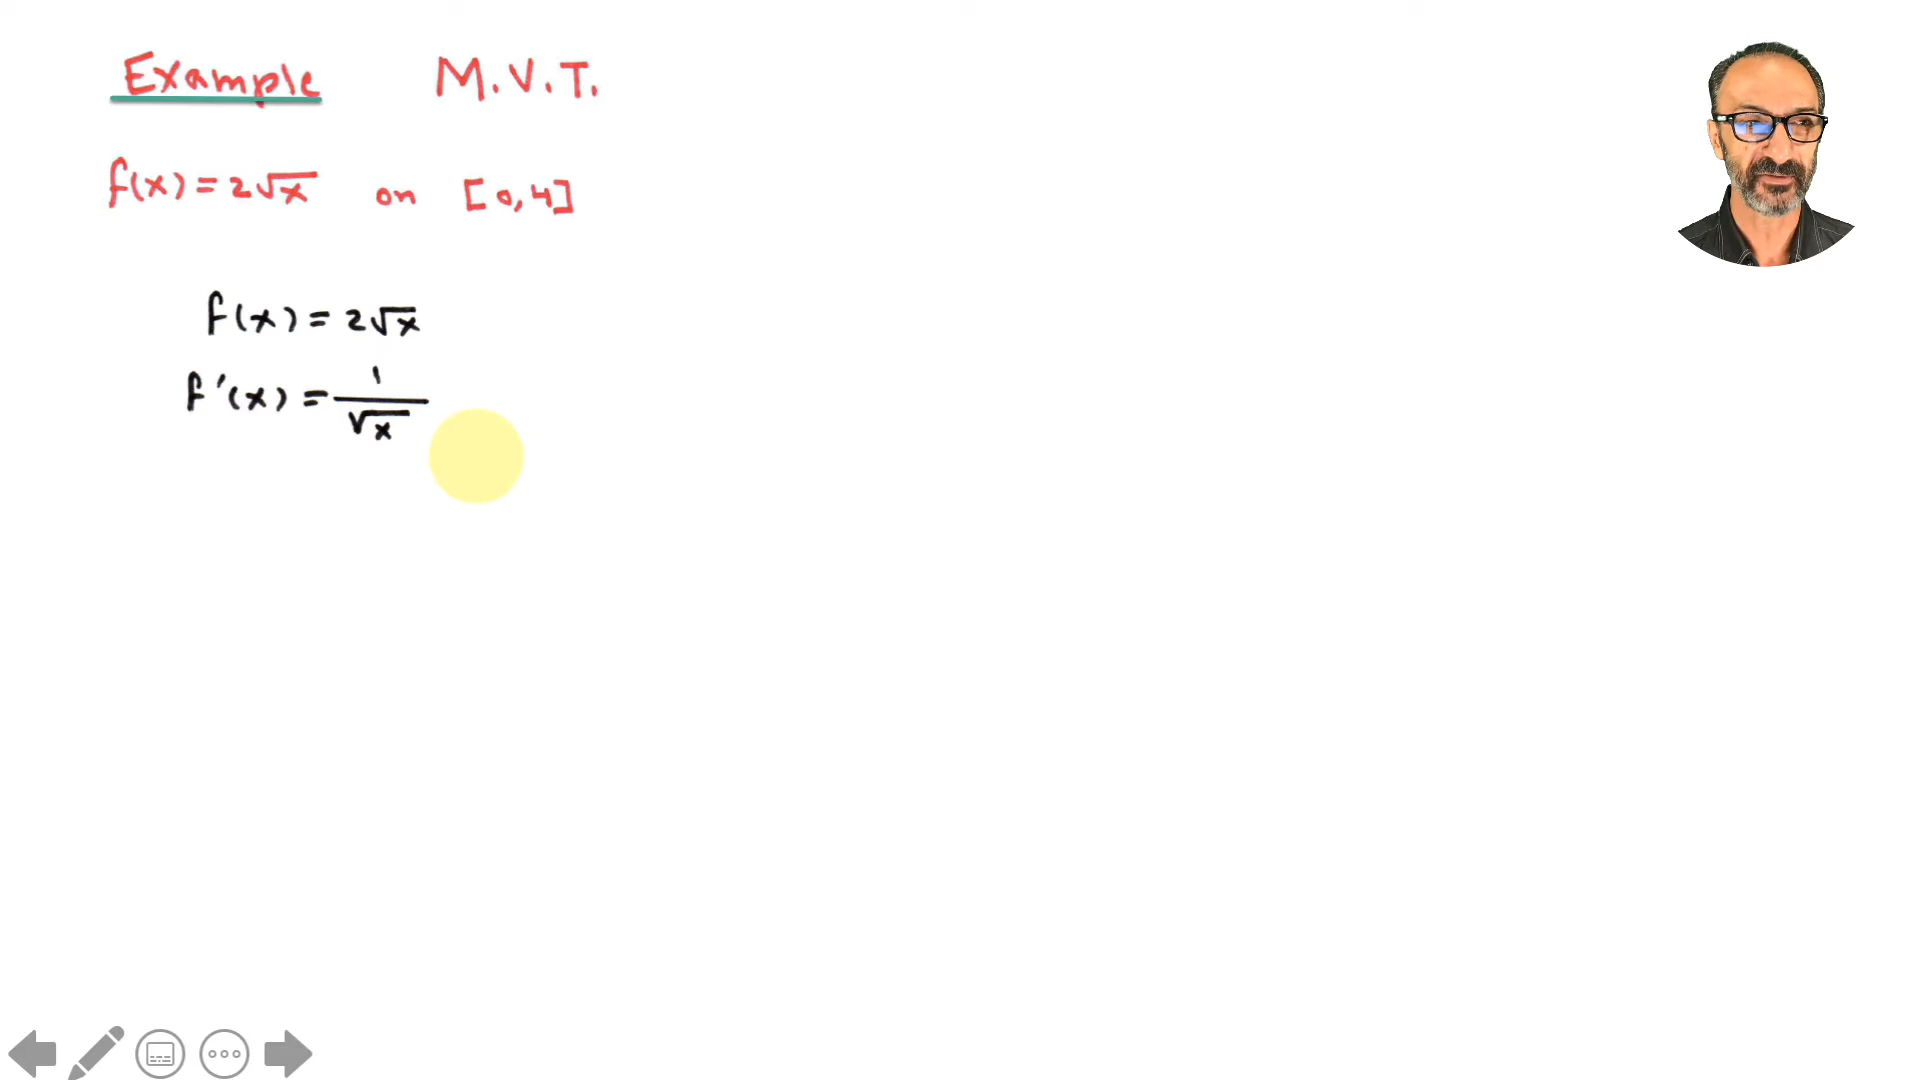 Example M.V.T.
f(x) = 2√x on [0,4]
f(x) = 2√x
f'(x) = 1/√x